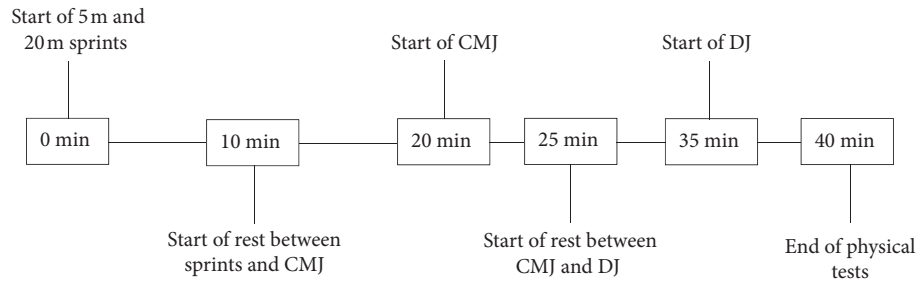 Start of 5 m and
20 m sprints
Start of CMJ
Start of DJ
0 min
10 min
20 min
25 min
35 min
40 min
Start of rest between
sprints and CMJ
Start of rest between
CMJ and DJ
End of physical
tests